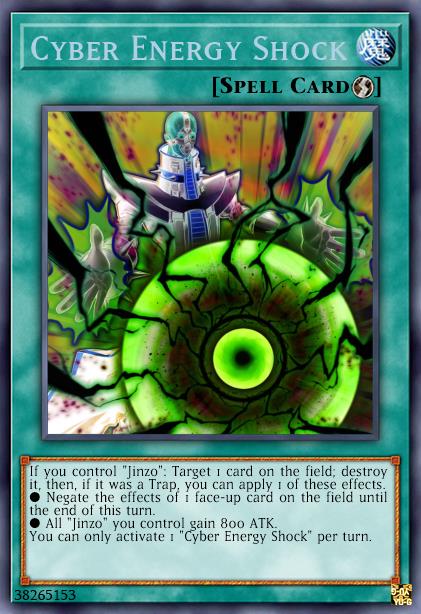 CYBER ENERGY SHOCK
魔
[SPELL CARD]
If you control "Jinzo": Target 1 card on the field; destroy
it, then, if it was a Trap, you can apply 1 of these effects.
● Negate the effects of 1 face-up card on the field until
the end of this turn.
● All "Jinzo" you control gain 800 ATK.
You can only activate 1 "Cyber Energy Shock" per turn.
38265153